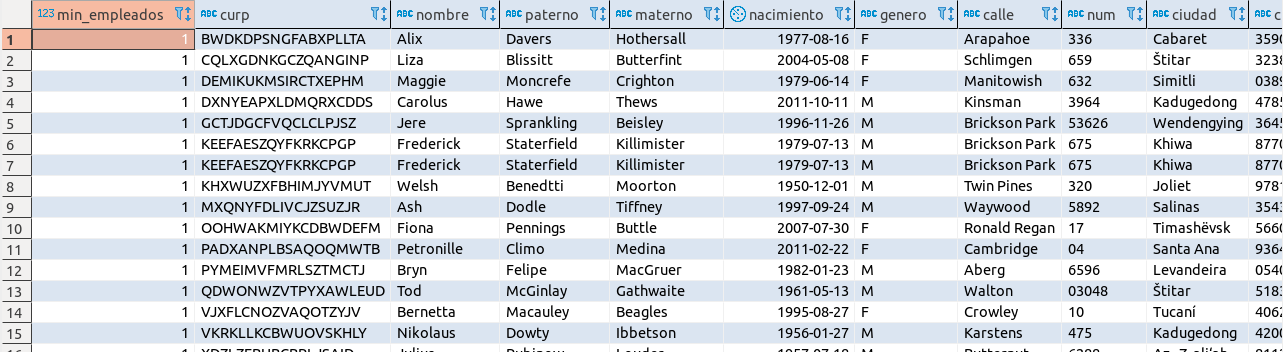 123 min_empleados ABC curp ABC nombre ABC paterno ABC materno nacimiento ABC genero ABC calle ABC num ABC ciudad ABC c
1 1 BWDKDPSNGFABXPLLTA Alix Davers Hothersall 1977-08-16 F Arapahoe 336 Cabaret 3590
2 1 CQLXGDNKGCZQANGINP Liza Blissitt Butterfint 2004-05-08 F Schlimgen 659 Štitar 3238
3 1 DEMIKUKMSIRCTXEPHM Maggie Moncrefe Crighton 1979-06-14 F Manitowish 632 Simitli 0389
4 1 DXNYEAPXLDMQRXCDDS Carolus Hawe Thews 2011-10-11 M Kinsman 3964 Kadugedong 4785
5 1 GCTJDGCFVQCLCLPJSZ Jere Sprankling Beisley 1996-11-26 M Brickson Park 53626 Wendengying 3645
6 1 KEEFAESZQYFKRKCPGP Frederick Staterfield Killimister 1979-07-13 M Brickson Park 675 Khiwa 8770
7 1 KEEFAESZQYFKRKCPGP Frederick Staterfield Killimister 1979-07-13 M Brickson Park 675 Khiwa 8770
8 1 KHXWUZXFBHIMJYVMUT Welsh Benedtti Moorton 1950-12-01 M Twin Pines 320 Joliet 9781
9 1 MXQNYFDLIVCJZSUZJR Ash Dodle Tiffney 1997-09-24 M Waywood 5892 Salinas 3543
10 1 OOHWAKMIYKCDBWDEFM Fiona Pennings Buttle 2007-07-30 F Ronald Regan 17 Timashëvsk 5660
11 1 PADXANPLBSAQOQMWTB Petronille Climo Medina 2011-02-22 F Cambridge 04 Santa Ana 9364
12 1 PYMEIMVFMRLSZTMCTJ Bryn Felipe MacGruer 1982-01-23 M Aberg 6596 Levandeira 0540
13 1 QDWONWZVTPYXAWLEUD Tod McGinlay Gathwaite 1961-05-13 M Walton 03048 Štitar 5183
14 1 VJXFLCNOZVAQOTZYJV Bernetta Macauley Beagles 1995-08-27 F Crowley 10 Tucaní 4062
15 1 VKRKLLKCBWUOVSKHLY Nikolaus Dowty Ibbetson 1956-01-27 M Karstens 475 Kadugedong 4200